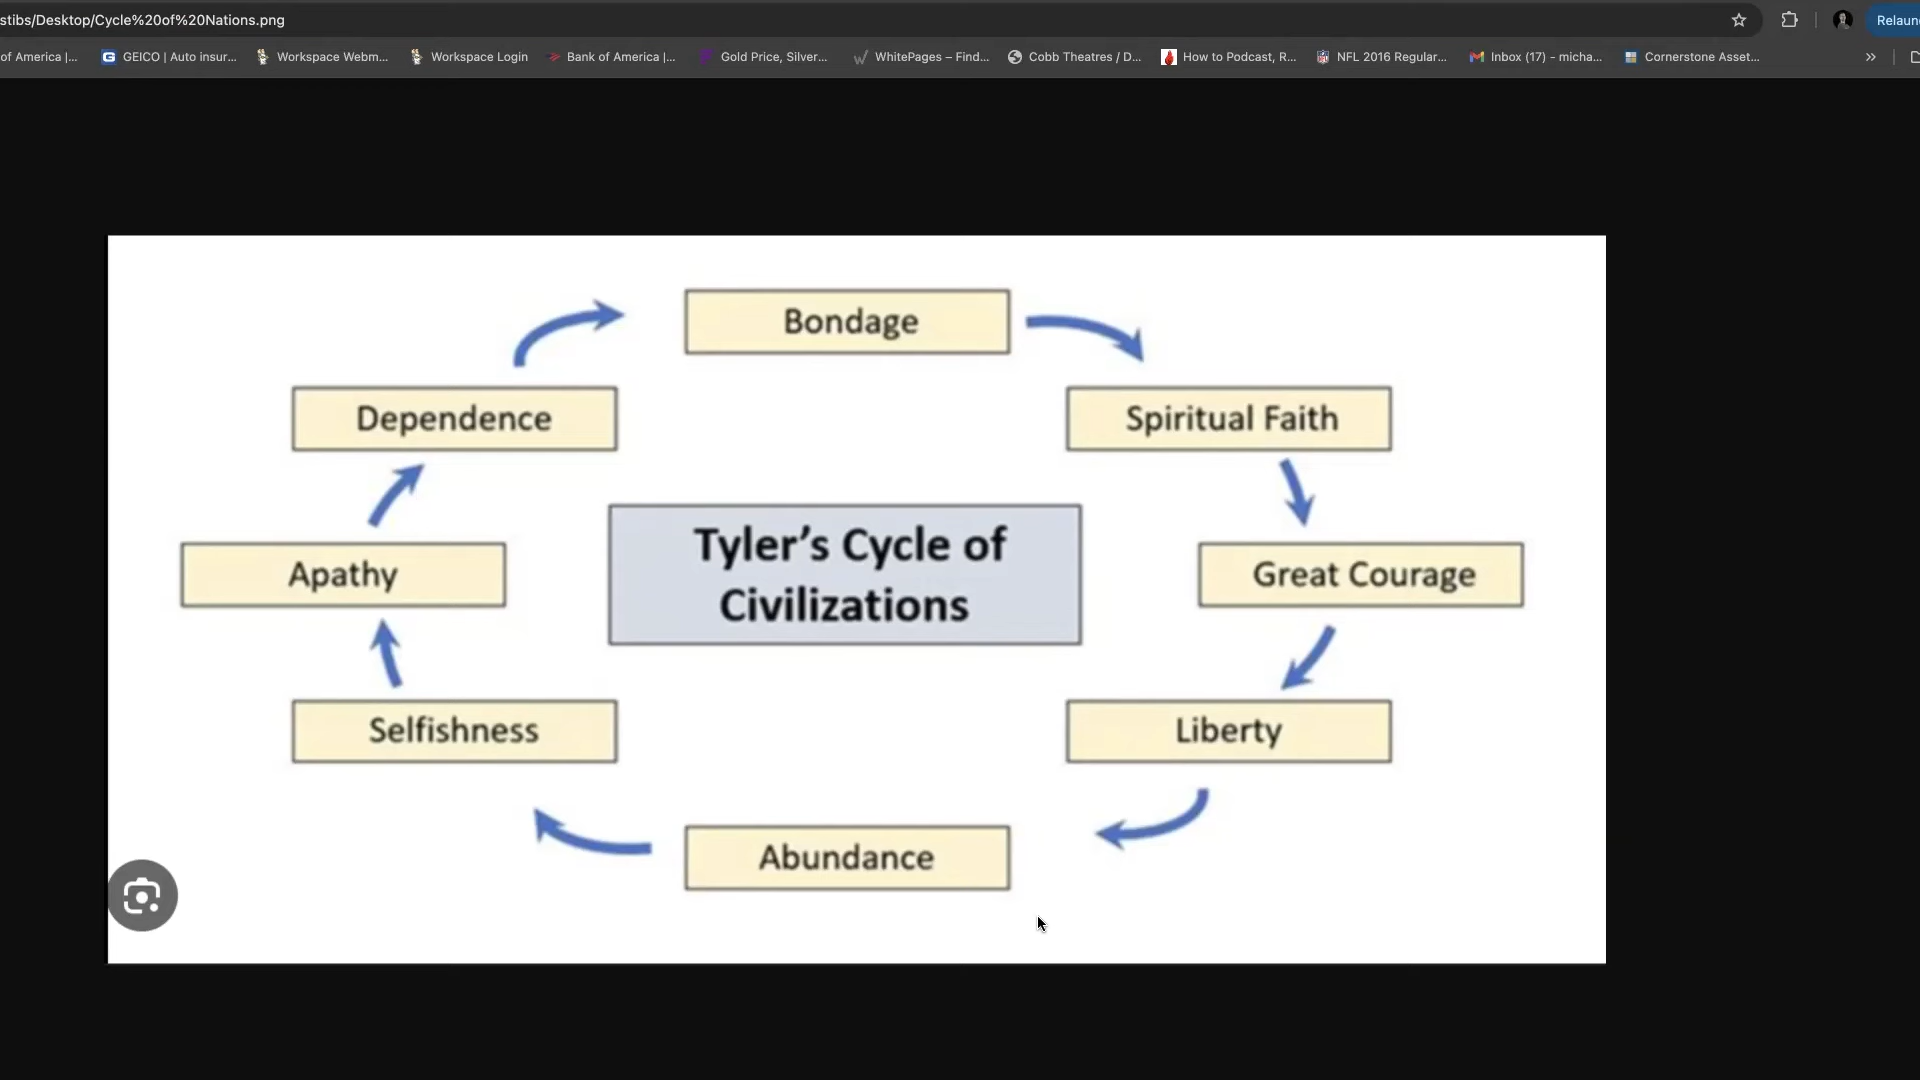 stibs/Desktop/Cycle%20of%20Nations.png
Relaun
of America |...
GEICO | Auto insur...
Workspace Webm...
Workspace Login
Bank of America |...
Gold Price, Silver...
WhitePages – Find...
Cobb Theatres / D...
How to Podcast, R...
NFL 2016 Regular...
Inbox (17) - micha...
Cornerstone Asset...
Bondage
Dependence
Spiritual Faith
Tyler's Cycle of
Civilizations
Apathy
Great Courage
Selfishness
Liberty
Abundance